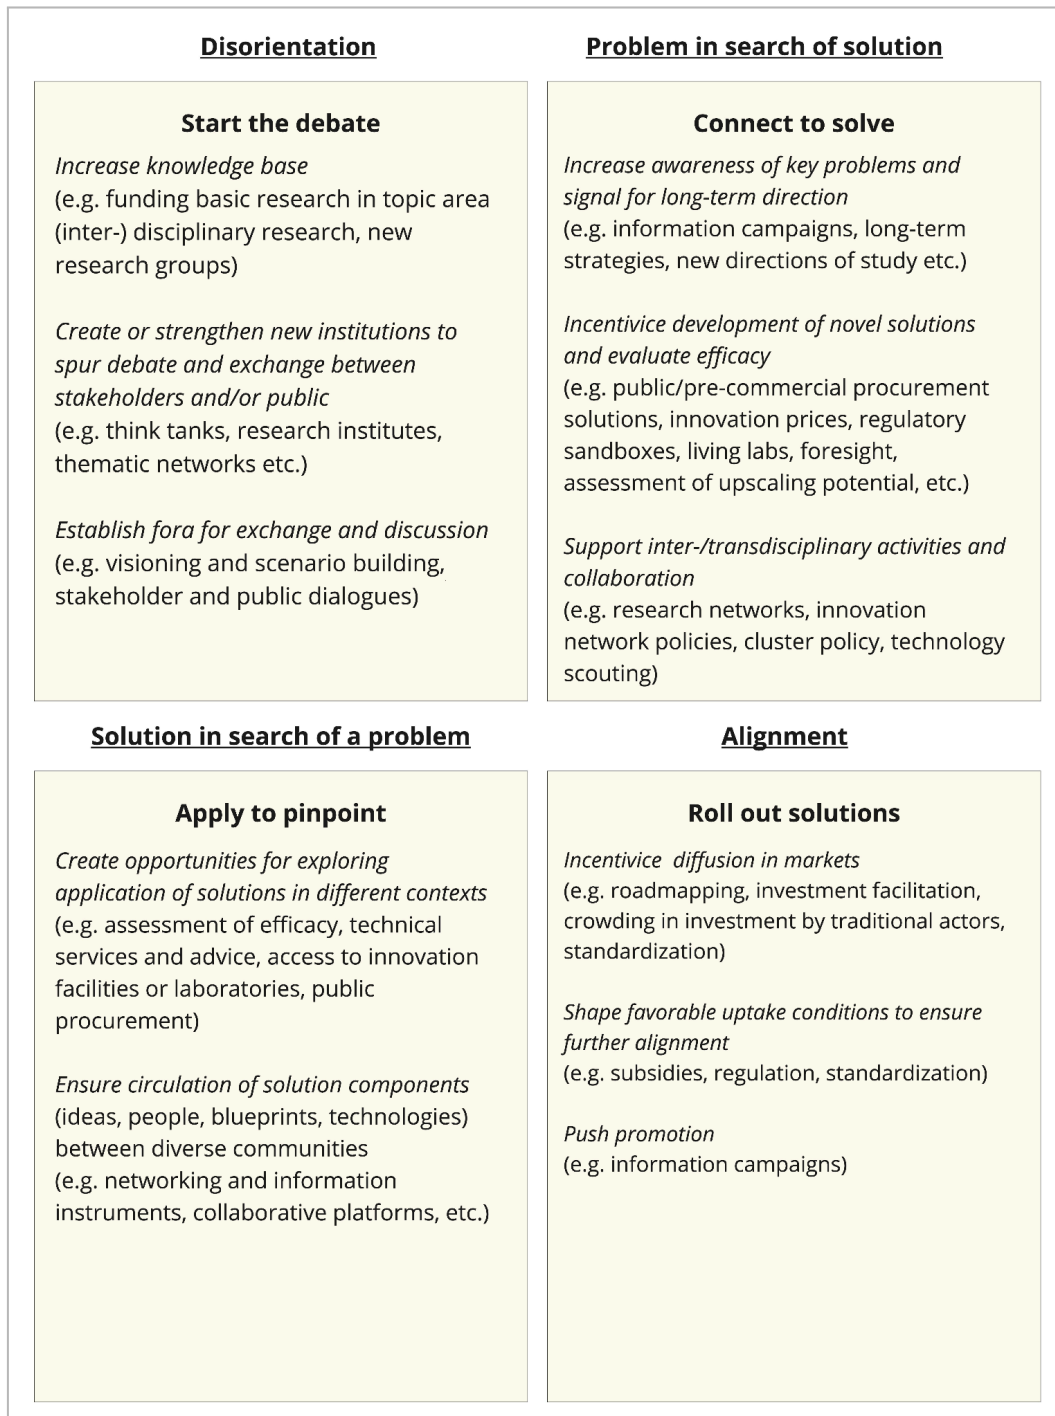 Disorientation
Start the debate
Increase knowledge base
(e.g. funding basic research in topic area
(inter-) disciplinary research, new
research groups)
Create or strengthen new institutions to
spur debate and exchange between
stakeholders and/or public
(e.g. think tanks, research institutes,
thematic networks etc.)
Establish fora for exchange and discussion
(e.g. visioning and scenario building,
stakeholder and public dialogues)
Problem in search of solution
Connect to solve
Increase awareness of key problems and
signal for long-term direction
(e.g. information campaigns, long-term
strategies, new directions of study etc.)
Incentivice development of novel solutions
and evaluate efficacy
(e.g. public/pre-commercial procurement
solutions, innovation prices, regulatory
sandboxes, living labs, foresight,
assessment of upscaling potential, etc.)
Support inter-/transdisciplinary activities and
collaboration
(e.g. research networks, innovation
network policies, cluster policy, technology
scouting)
Solution in search of a problem
Apply to pinpoint
Create opportunities for exploring
application of solutions in different contexts
(e.g. assessment of efficacy, technical
services and advice, access to innovation
facilities or laboratories, public
procurement)
Ensure circulation of solution components
(ideas, people, blueprints, technologies)
between diverse communities
(e.g. networking and information
instruments, collaborative platforms, etc.)
Alignment
Roll out solutions
Incentivice diffusion in markets
(e.g. roadmapping, investment facilitation,
crowding in investment by traditional actors,
standardization)
Shape favorable uptake conditions to ensure
further alignment
(e.g. subsidies, regulation, standardization)
Push promotion
(e.g. information campaigns)